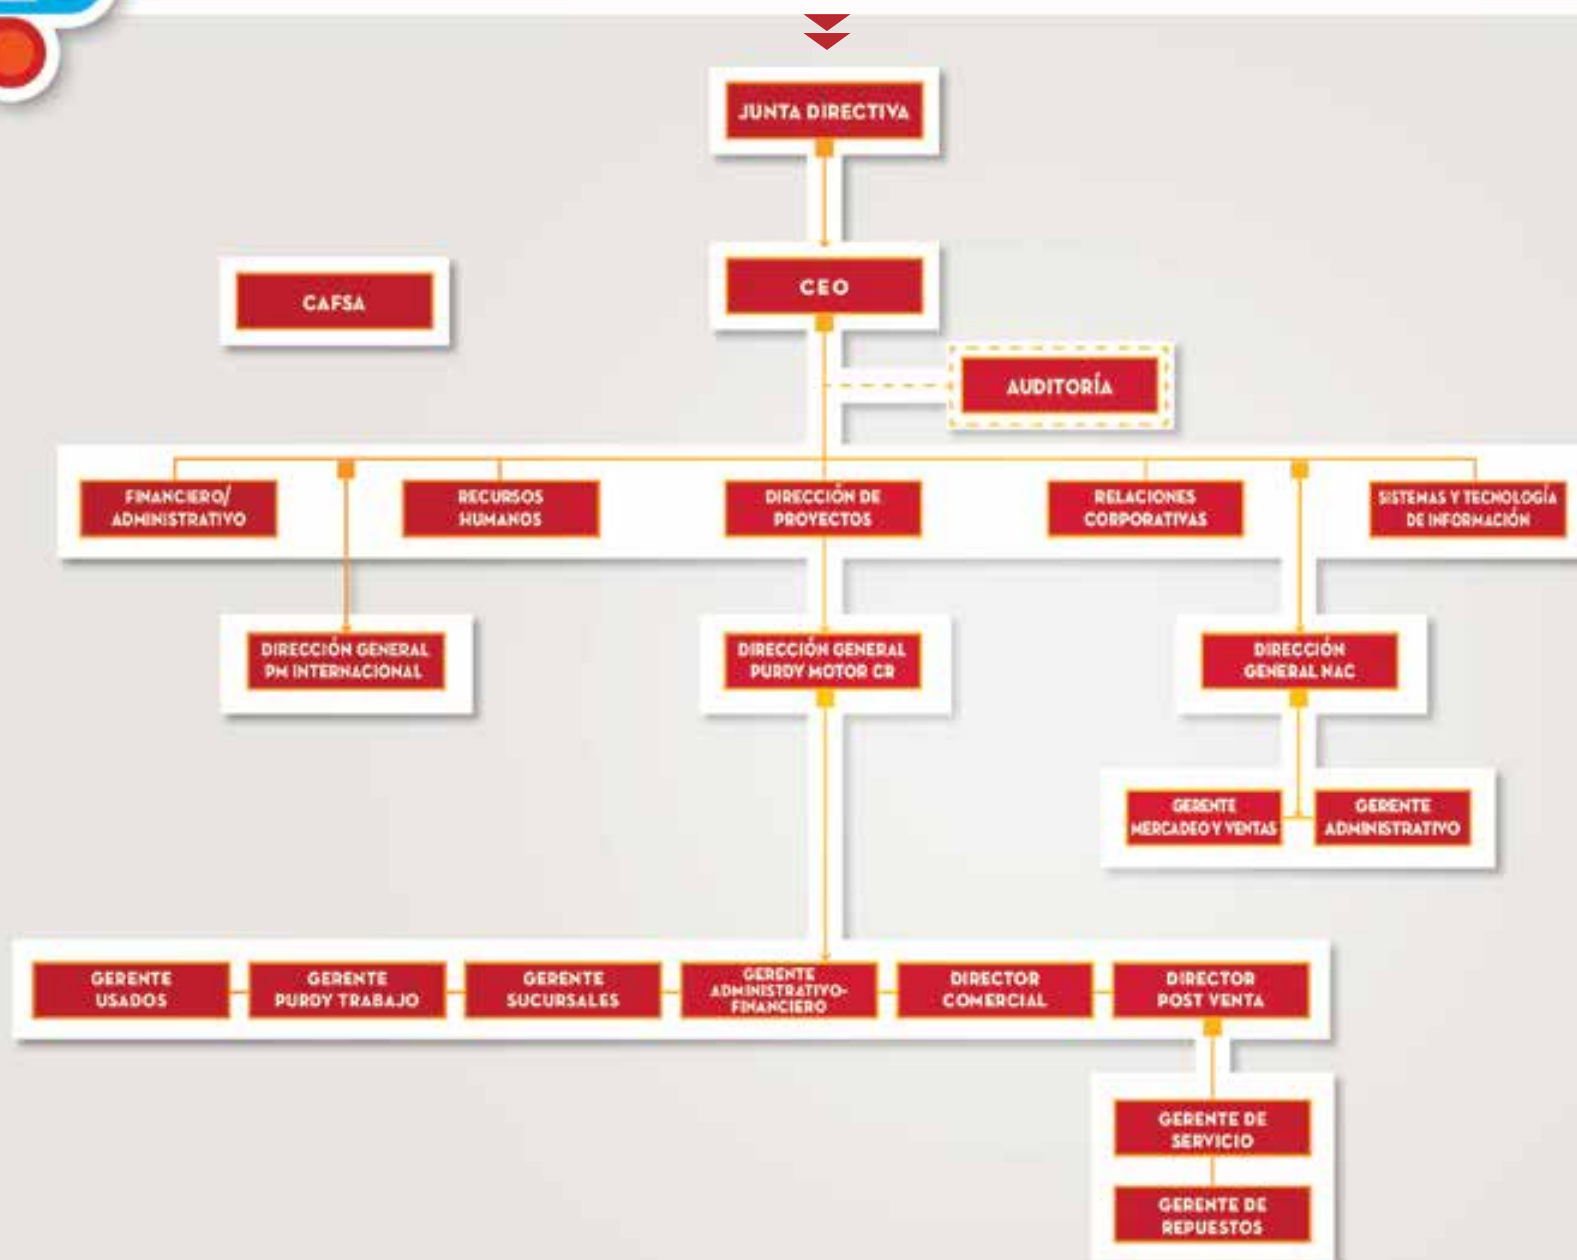 JUNTA DIRECTIVA
CAFSA
CEO
AUDITORÍA
FINANCIERO/
ADMINISTRATIVO
RECURSOS
HUMANOS
DIRECCIÓN DE
PROYECTOS
RELACIONES
CORPORATIVAS
SISTEMAS Y TECNOLOGÍA
DE INFORMACIÓN
DIRECCIÓN GENERAL
PM INTERNACIONAL
DIRECCIÓN GENERAL
PURDY MOTOR CR
DIRECCIÓN
GENERAL NAC
GERENTE
MERCADEO Y VENTAS
GERENTE
ADMINISTRATIVO
GERENTE
USADOS
GERENTE
PURDY TRABAJO
GERENTE
SUCURSALES
GERENTE
ADMINISTRATIVO-
FINANCIERO
DIRECTOR
COMERCIAL
DIRECTOR
POST VENTA
GERENTE DE
SERVICIO
GERENTE DE
REPUESTOS